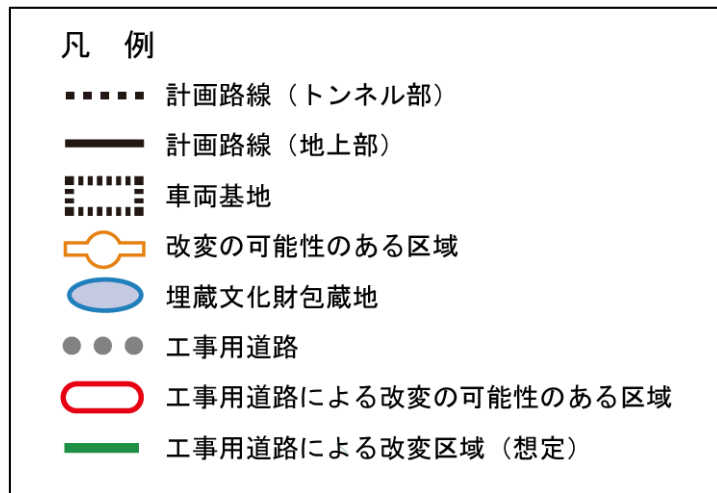 凡　例
計画路線（トンネル部）
計画路線（地上部）
車両基地
改変の可能性のある区域
埋蔵文化財包蔵地
工事用道路
工事用道路による改変の可能性のある区域
工事用道路による改変区域（想定）